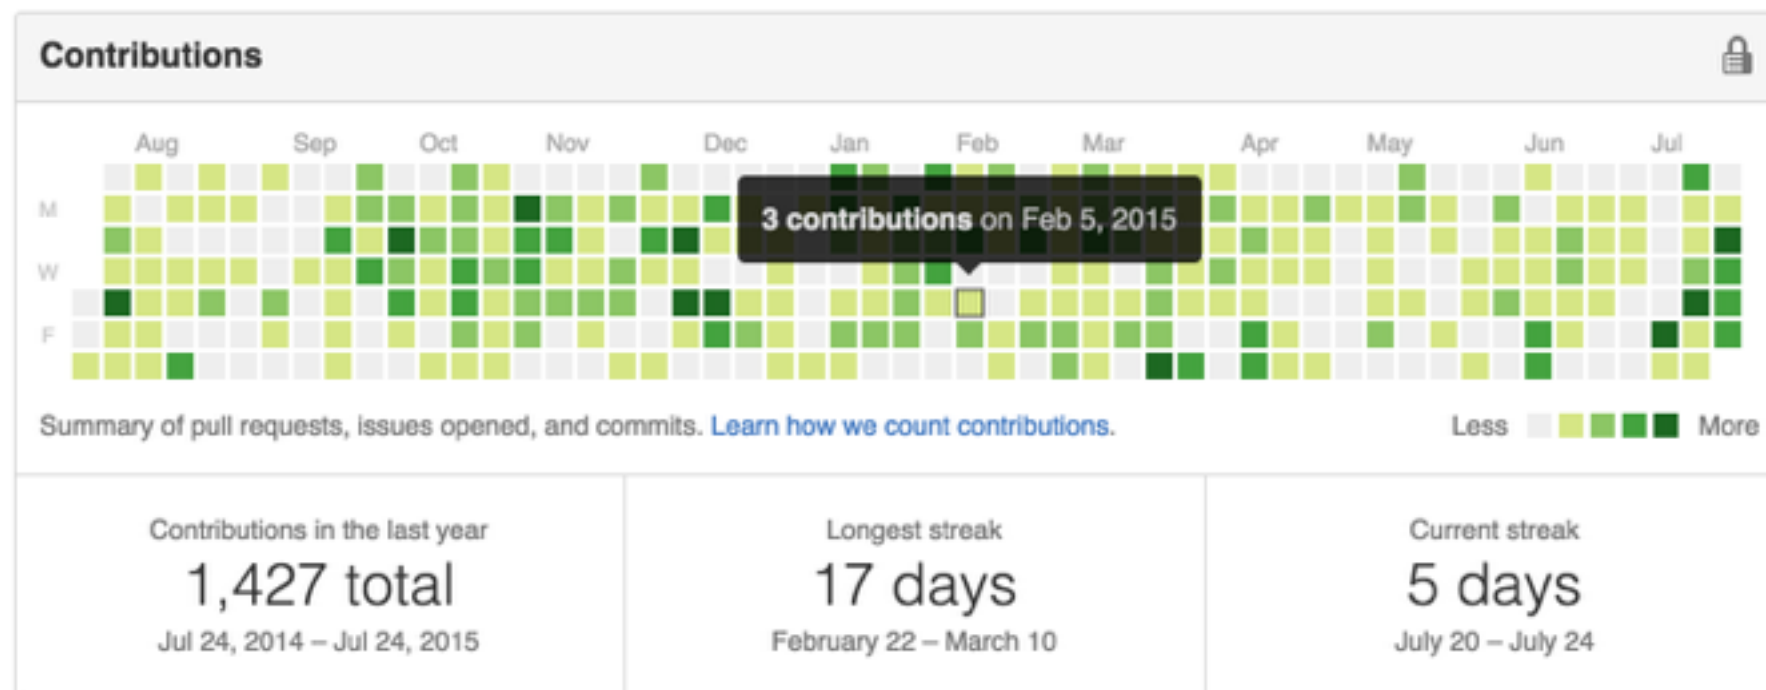 Contributions
Aug Sep Oct Nov Dec Jan Feb Mar Apr May Jun Jul
M
3 contributions on Feb 5, 2015
W
F
Summary of pull requests, issues opened, and commits. Learn how we count contributions.
Less More
Contributions in the last year
1,427 total
Jul 24, 2014 – Jul 24, 2015
Longest streak
17 days
February 22 – March 10
Current streak
5 days
July 20 – July 24